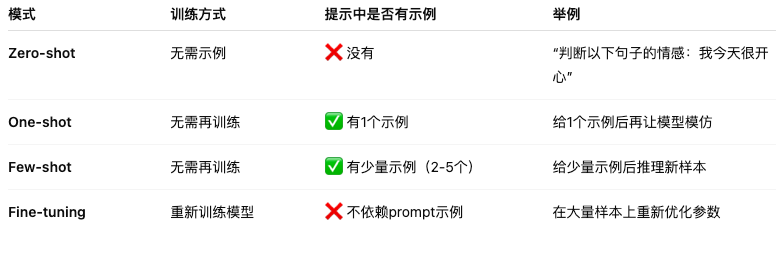 模式 训练方式 提示中是否有示例 举例
Zero-shot 无需示例 ❌ 没有 “判断以下句子的情感：我今天很开
心”
One-shot 无需再训练 ✅ 有1个示例 给1个示例后再让模型模仿
Few-shot 无需再训练 ✅ 有少量示例（2-5个） 给少量示例后推理新样本
Fine-tuning 重新训练模型 ❌ 不依赖prompt示例 在大量样本上重新优化参数